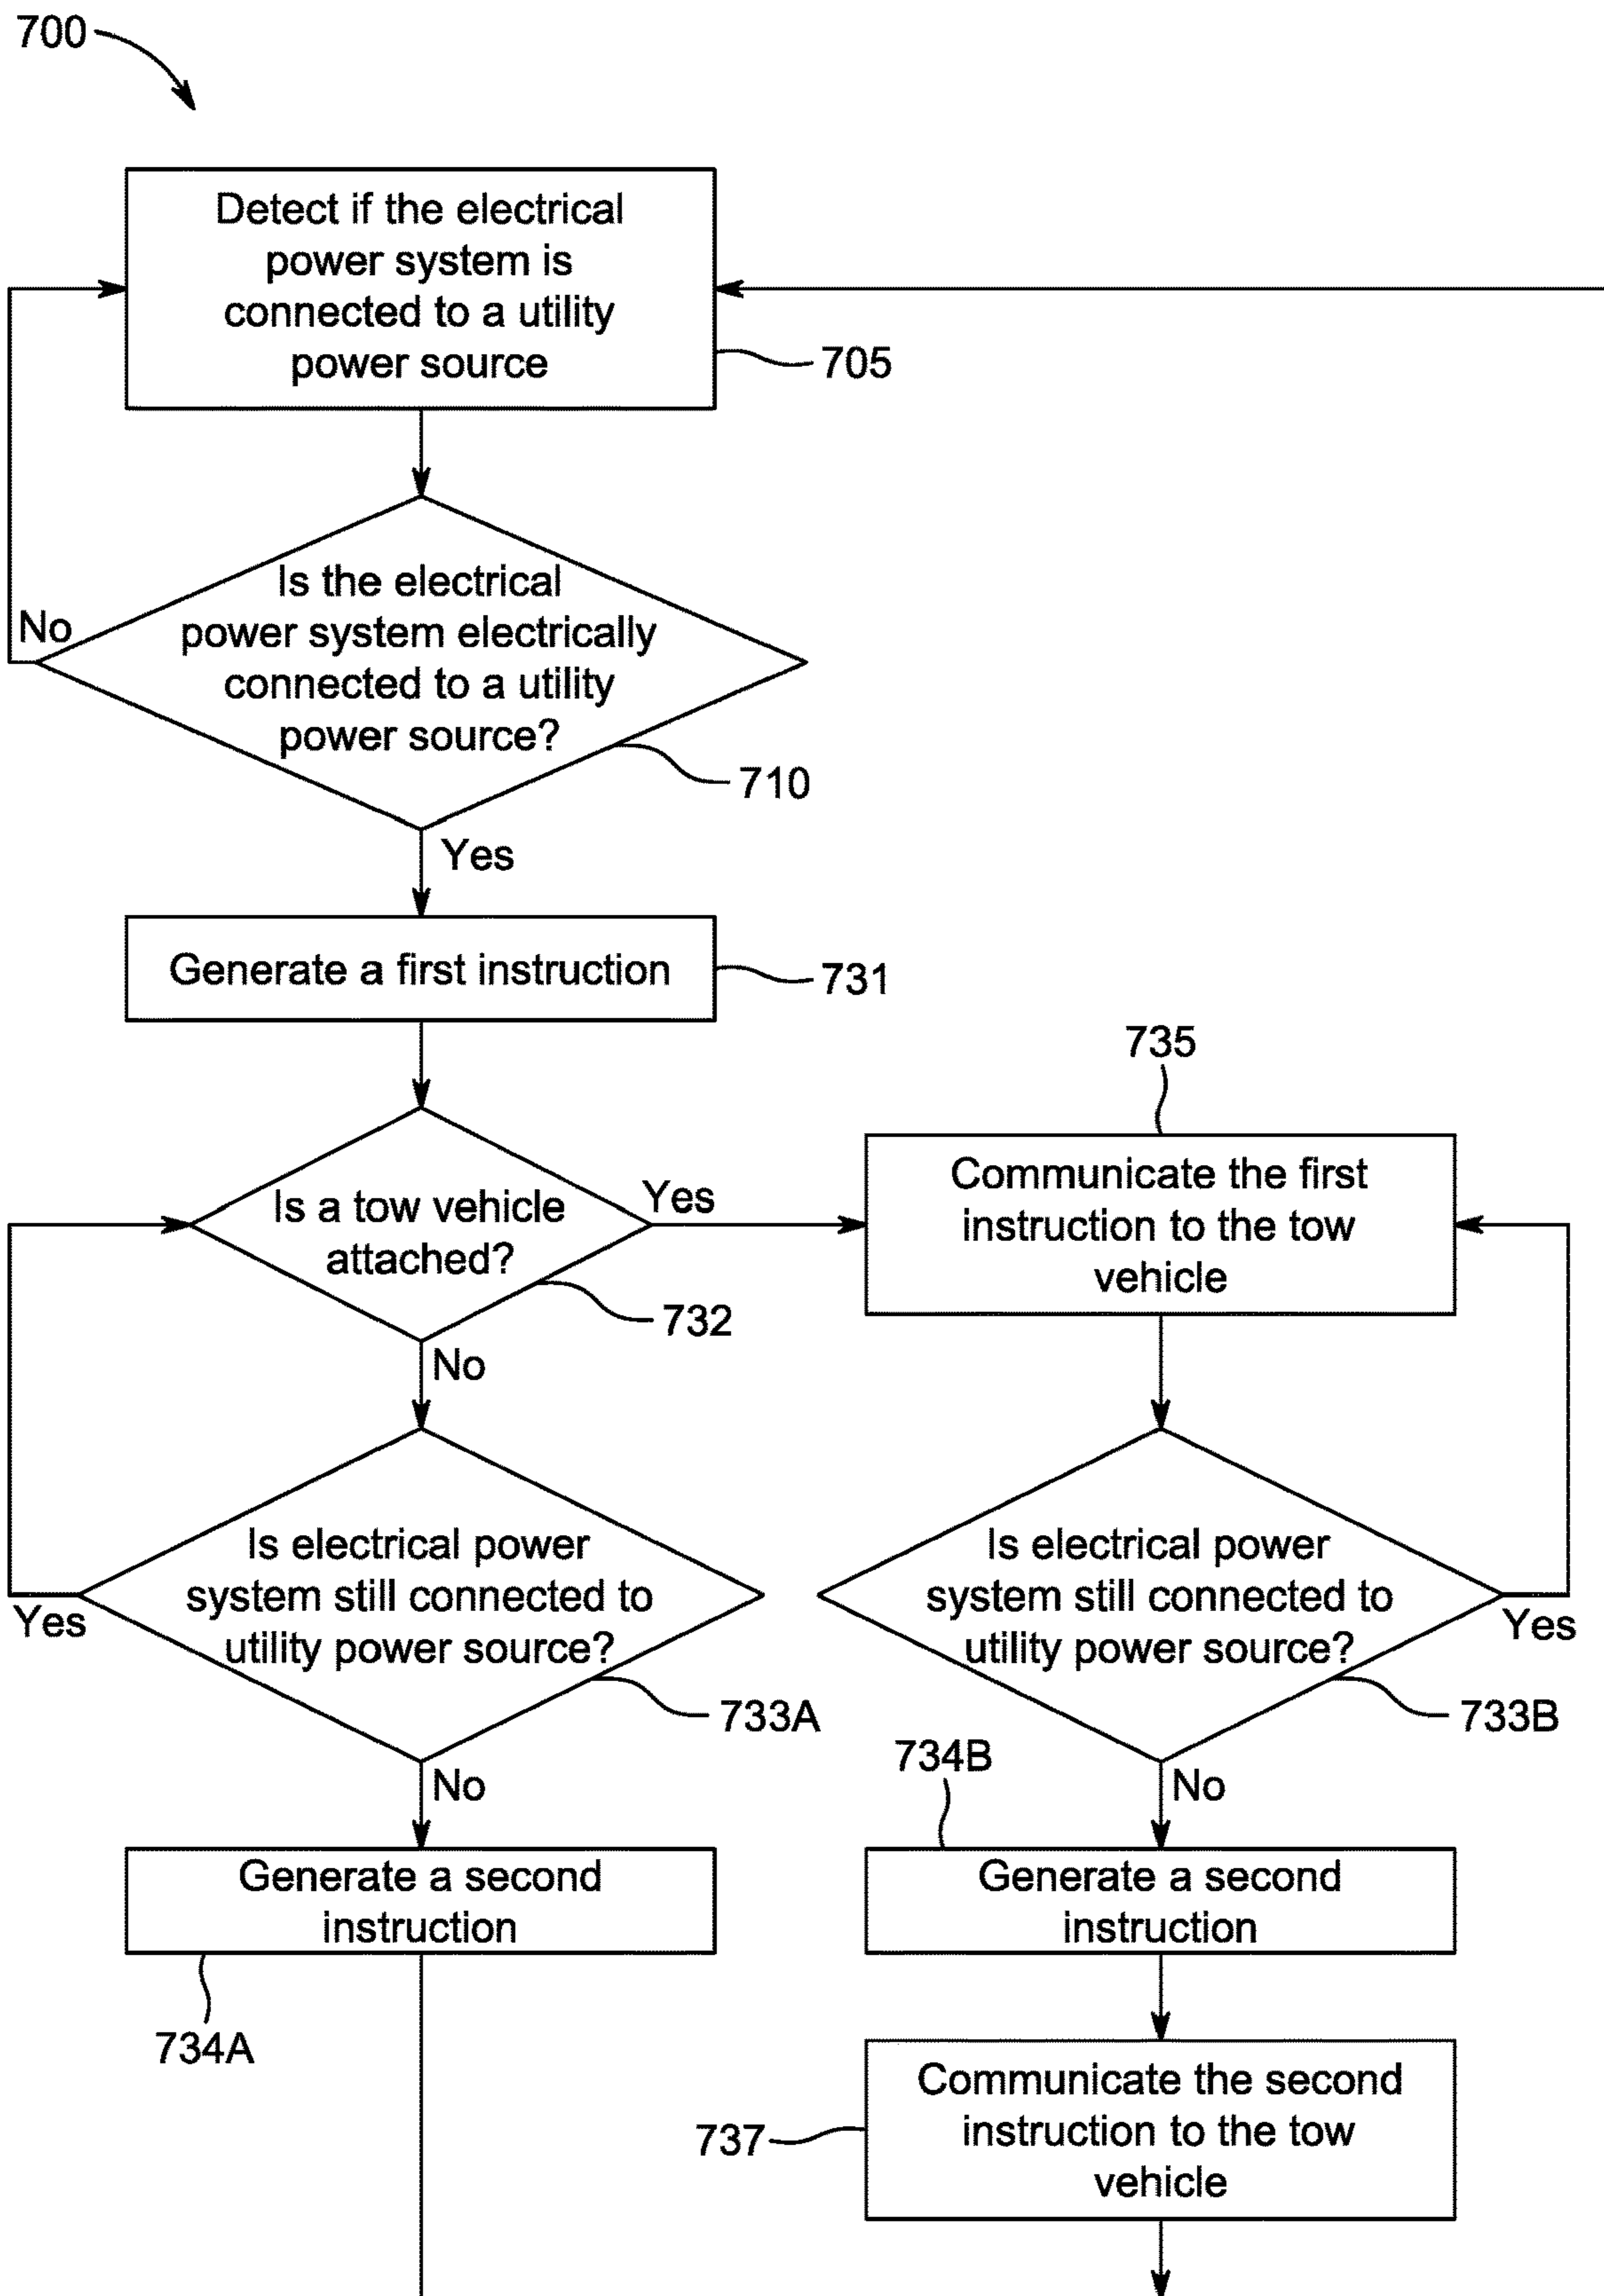 700
Detect if the electrical
power system is
connected to a utility
power source
705
Is the electrical
power system electrically
connected to a utility
power source?
No
710
Yes
Generate a first instruction
731
Is a tow vehicle
attached?
Yes
732
No
735
Communicate the first
instruction to the tow
vehicle
Is electrical power
system still connected to
utility power source?
Yes
733A
No
Is electrical power
system still connected to
utility power source?
Yes
733B
No
Generate a second
instruction
734A
734B
Generate a second
instruction
Communicate the second
instruction to the tow
vehicle
737